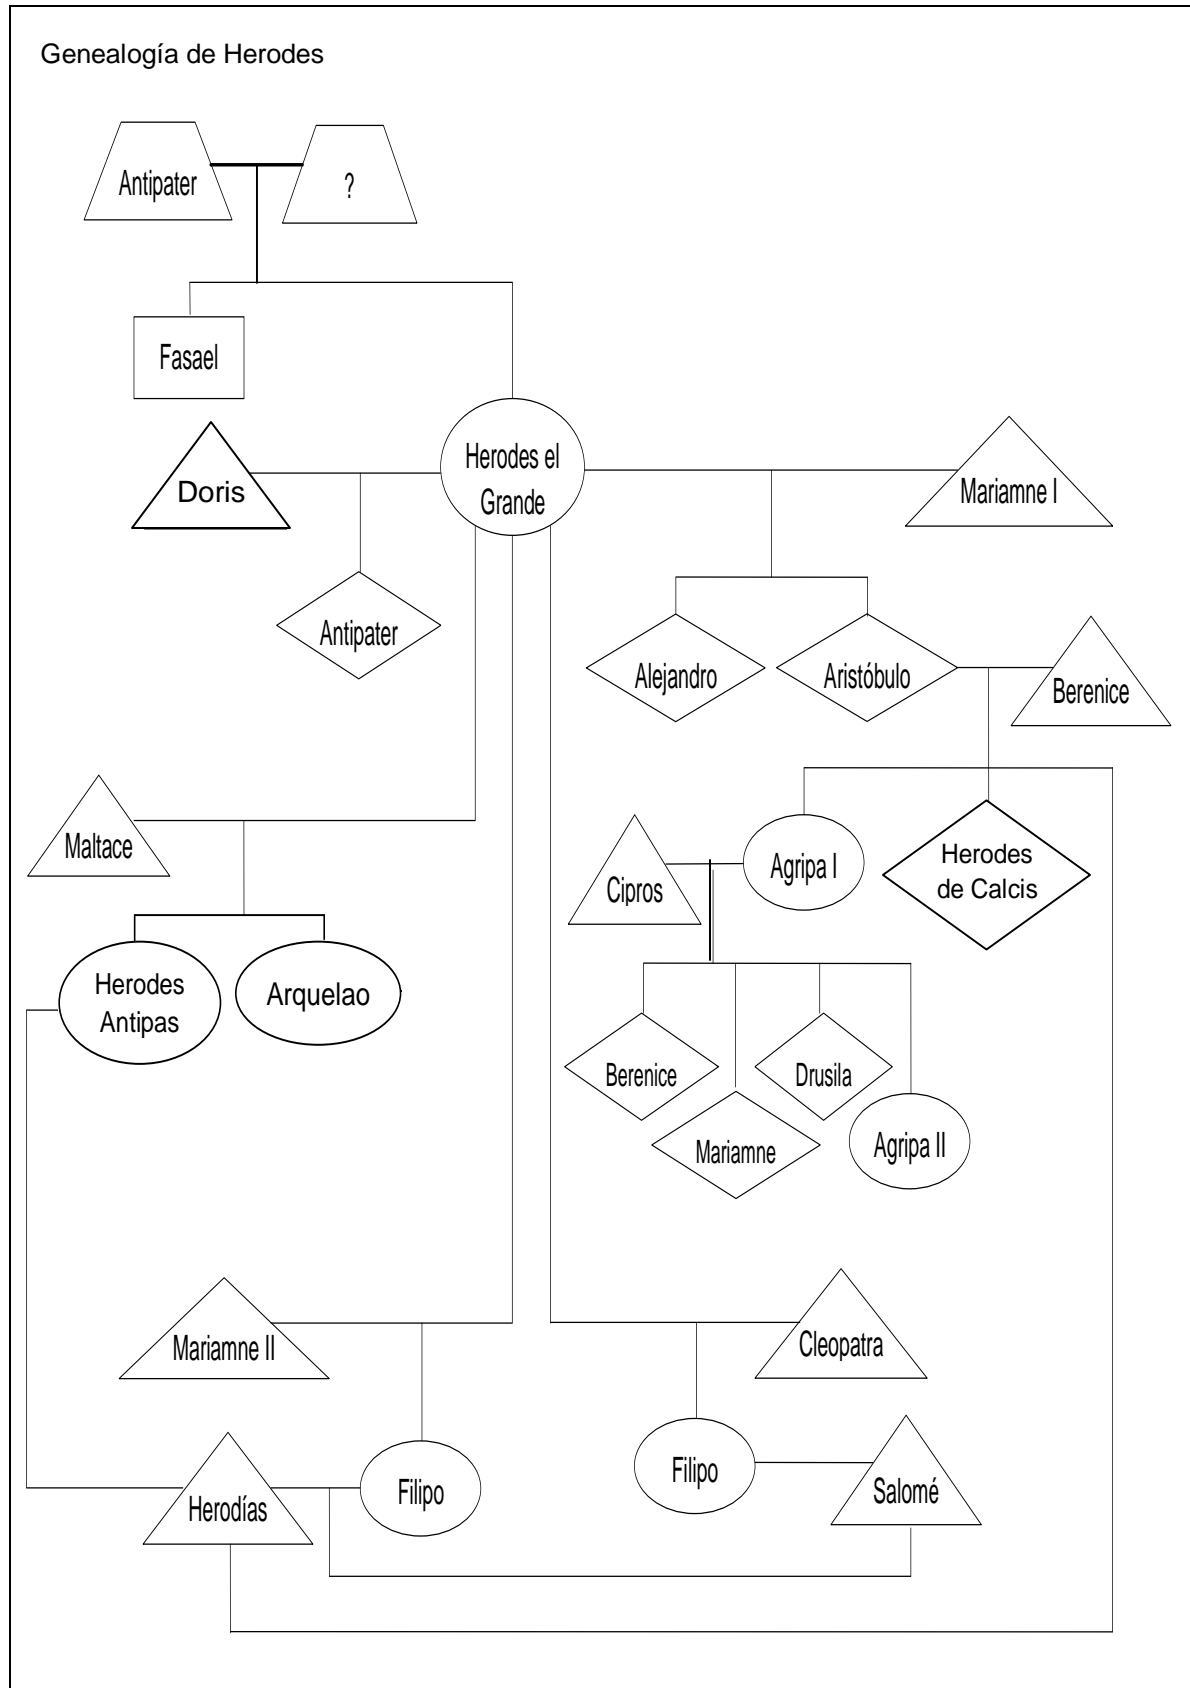 Genealogía de Herodes
Antipater
?
Fasael
Doris
Herodes el
Grande
Mariamne I
Antipater
Alejandro
Aristóbulo
Berenice
Maltace
Cipros
Agripa I
Herodes
de Calcis
Herodes
Antipas
Arquelao
Berenice
Drusila
Mariamne
Agripa II
Mariamne II
Cleopatra
Herodías
Filipo
Filipo
Salomé